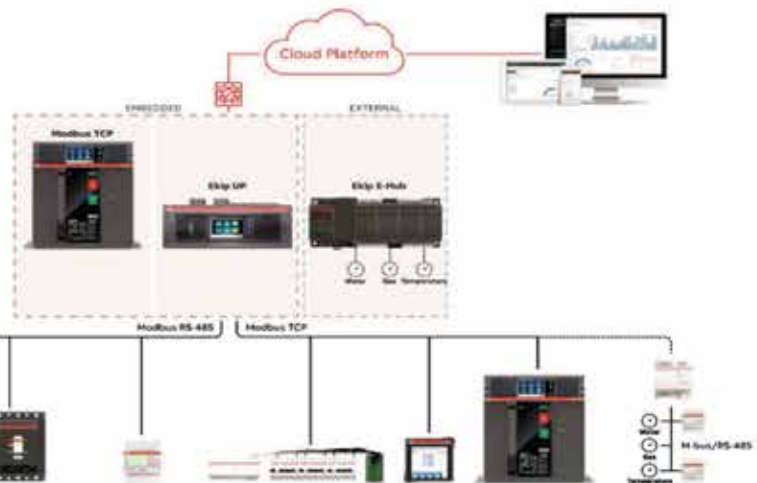 Cloud Platform
EMBEDDED
EXTERNAL
Modbus TCP
Ekip UP
Ekip E-Hub
Water
Gas
Temperature
Modbus RS-485
Modbus TCP
Water
Gas
Temperature
M-bus/RS-485